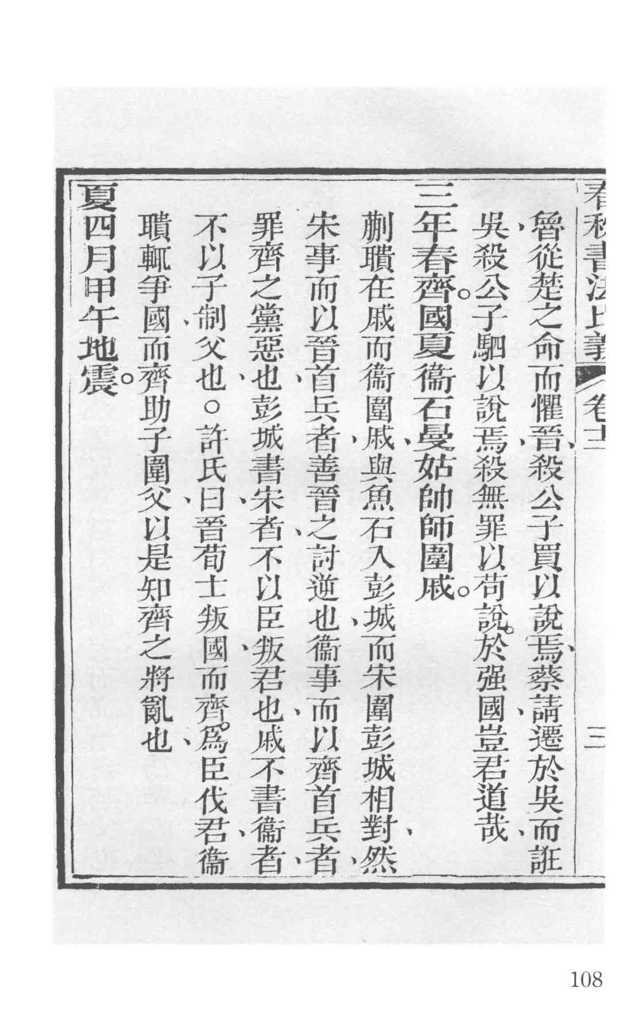 春秋書法比義 卷十二 三
魯從楚之命而懼晉、殺公子買以說焉、蔡請遷於吳而誑
吳、殺公子駟以說焉、殺無罪以苟說。於强國、豈君道哉、
三年春、齊。國夏衞石曼姑帥師圍戚。
蒯聵在戚而衞圍戚、與魚石入彭城、而宋圍彭城相對、然
宋事而以晉首兵者、善晉之討逆也、衞事而以齊首兵者、
罪齊之黨惡也、彭城書宋者、不以臣叛君也、戚不書衞者、
不以子制父也。許氏曰晉荀士叛國、而齊。爲臣伐君、衞
聵輒爭國、而齊助子圍父、以是知齊之將亂也、
夏四月甲午地震。
108